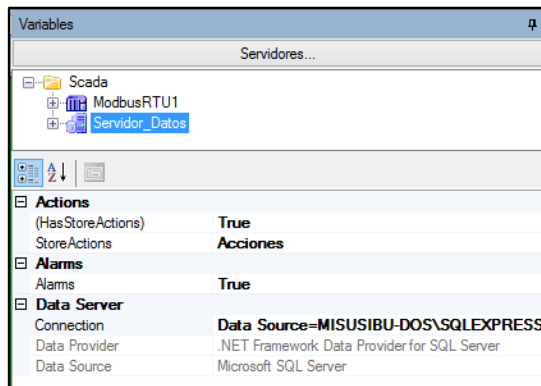 Variables
Servidores...
Scada
ModbusRTU1
Servidor_Datos
Actions
(HasStoreActions) True
StoreActions Acciones
Alarms
Alarms True
Data Server
Connection Data Source=MISUSIBU-DOS\SQLEXPRESS
Data Provider .NET Framework Data Provider for SQL Server
Data Source Microsoft SQL Server